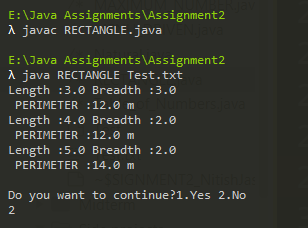 E:\Java Assignments\Assignment2
λ javac RECTANGLE.java
E:\Java Assignments\Assignment2
λ java RECTANGLE Test.txt
Length :3.0 Breadth :3.0
PERIMETER :12.0 m
Length :4.0 Breadth :2.0
PERIMETER :12.0 m
Length :5.0 Breadth :2.0
PERIMETER :14.0 m
Do you want to continue?1.Yes 2.No
2